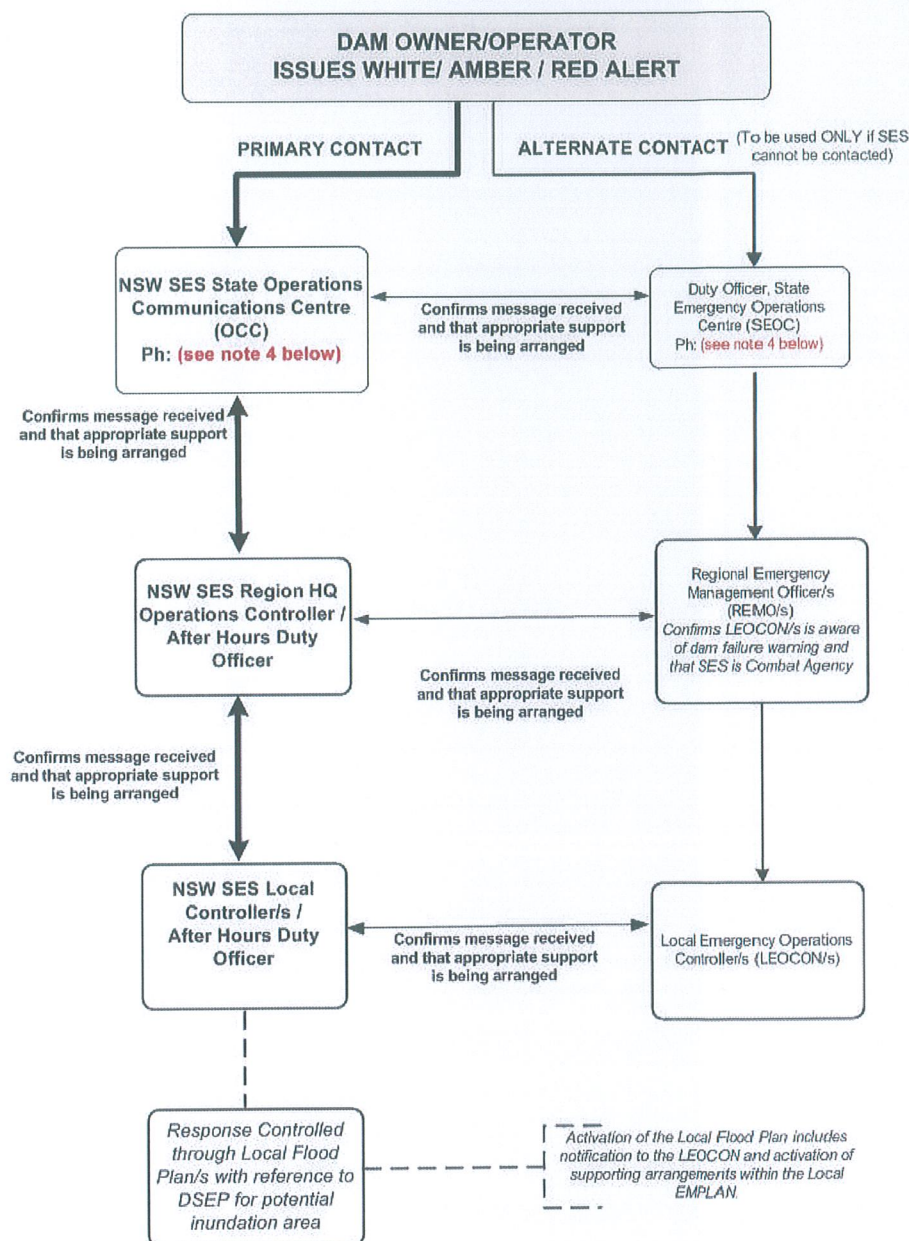 DAM OWNER/OPERATOR
ISSUES WHITE/ AMBER / RED ALERT
PRIMARY CONTACT
ALTERNATE CONTACT
(To be used ONLY if SES
cannot be contacted)
NSW SES State Operations
Communications Centre
(OCC)
Ph: (see note 4 below)
Confirms message received
and that appropriate support
is being arranged
Duty Officer, State
Emergency Operations
Centre (SEOC)
Ph: (see note 4 below)
Confirms message received
and that appropriate support
is being arranged
NSW SES Region HQ
Operations Controller /
After Hours Duty
Officer
Confirms message received
and that appropriate support
is being arranged
Regional Emergency
Management Officer/s
(REMO/s)
Confirms LEOCON/s is aware
of dam failure warning and
that SES is Combat Agency
Confirms message received
and that appropriate support
is being arranged
NSW SES Local
Controller/s /
After Hours Duty
Officer
Confirms message received
and that appropriate support
is being arranged
Local Emergency Operations
Controller/s (LEOCON/s)
Response Controlled
through Local Flood
Plan/s with reference to
DSEP for potential
inundation area
Activation of the Local Flood Plan includes
notification to the LEOCON and activation of
supporting arrangements within the Local
EMPLAN.